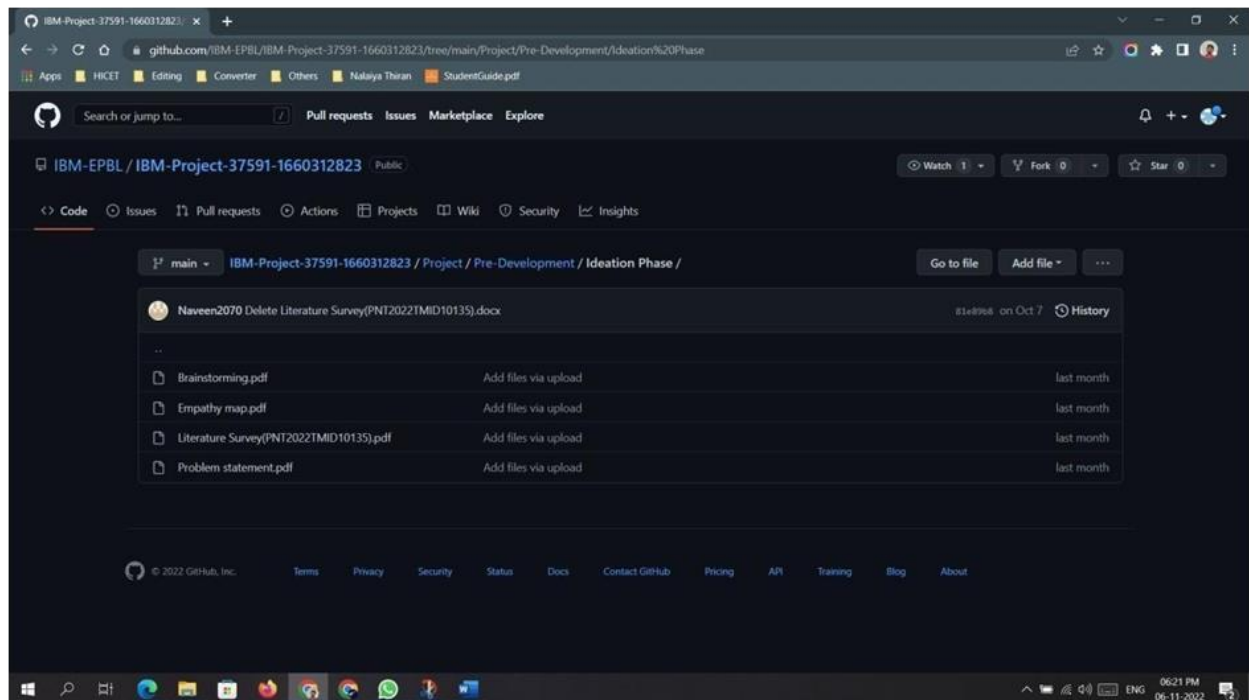 IBM-Project-37591-1660312823/
github.com/IBM-EPBL/IBM-Project-37591-1660312823/tree/main/Project/Pre-Development/Ideation%20Phase
Apps HICET Editing Converter Others Nalaiya Thiran StudentGuide.pdf
Search or jump to... / Pull requests Issues Marketplace Explore
IBM-EPBL / IBM-Project-37591-1660312823 Public Watch 1 Fork 0 Star 0
<> Code Issues Pull requests Actions Projects Wiki Security Insights
main IBM-Project-37591-1660312823 / Project / Pre-Development / Ideation Phase / Go to file Add file ...
Naveen2070 Delete Literature Survey(PNT2022TMID10135).docx on Oct 7 History
..
Brainstorming.pdf Add files via upload last month
Empathy map.pdf Add files via upload last month
Literature Survey(PNT2022TMID10135).pdf Add files via upload last month
Problem statement.pdf Add files via upload last month
© 2022 GitHub, Inc. Terms Privacy Security Status Docs Contact GitHub Pricing API Training Blog About
ENG 06:21 PM
06-11-2022